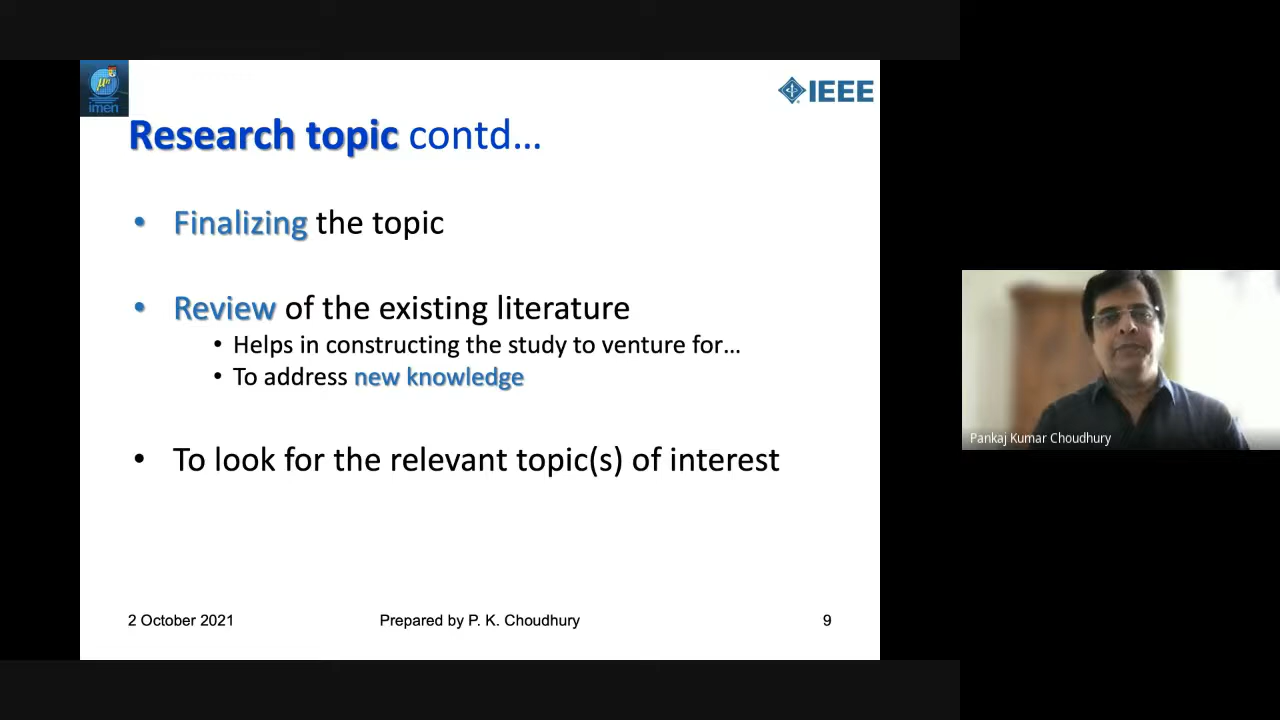 μn
imen
IEEE
Research topic contd...
• Finalizing the topic
• Review of the existing literature
• Helps in constructing the study to venture for...
• To address new knowledge
• To look for the relevant topic(s) of interest
2 October 2021
Prepared by P. K. Choudhury
9
Pankaj Kumar Choudhury